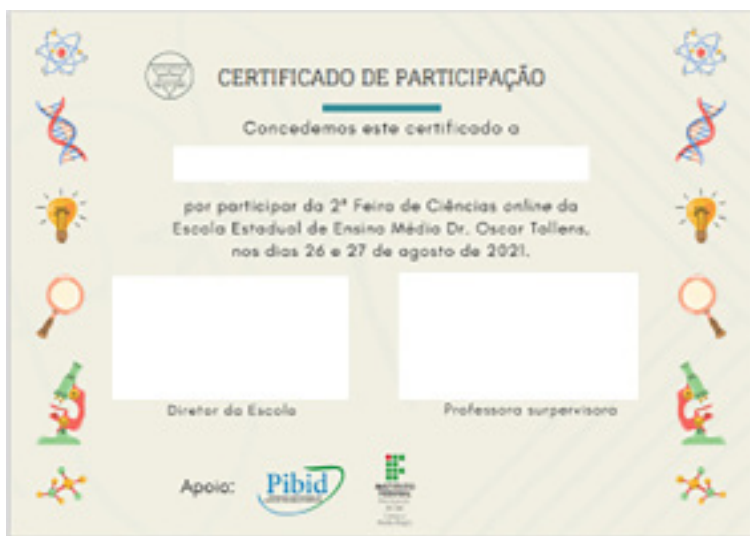 CERTIFICADO DE PARTICIPAÇÃO
Concedemos este certificado a
por participar da 2ª Feira de Ciências online da
Escola Estadual de Ensino Médio Dr. Oscar Tollens,
nos dias 26 e 27 de agosto de 2021.
Diretor da Escola
Professora surpervisora
Apoio:
Pibid
INSTITUTO
FEDERAL